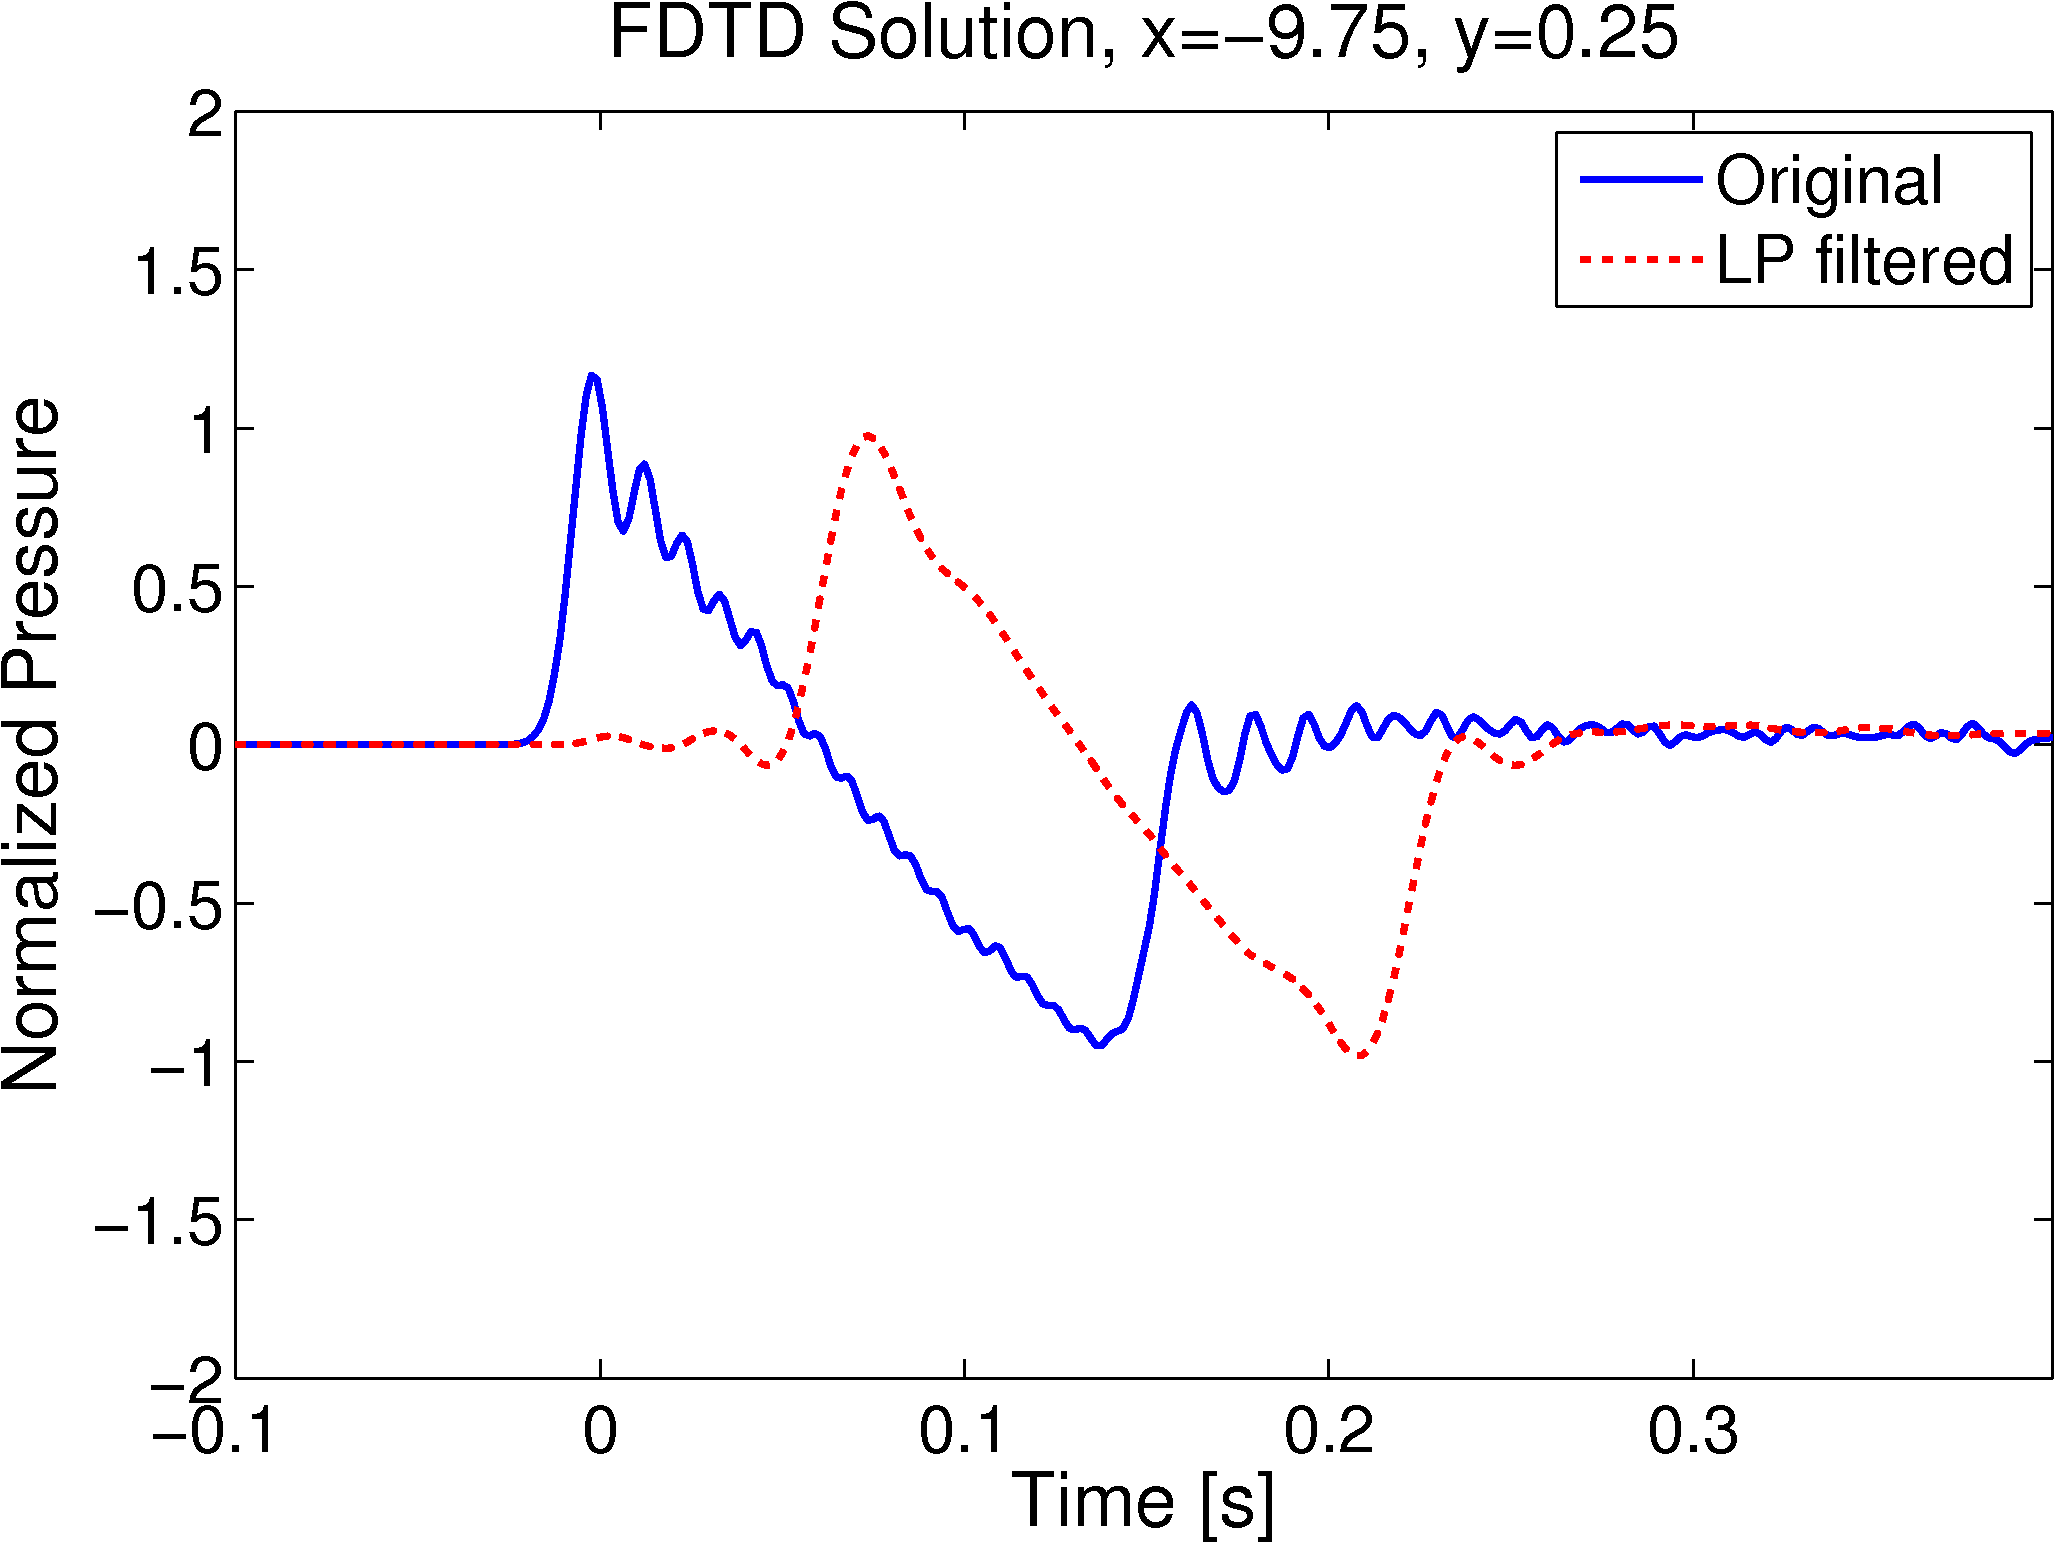 FDTD Solution, x=−9.75, y=0.25
2
1.5
1
0.5
0
−0.5
−1
−1.5
−2
Normalized Pressure
Original
LP filtered
−0.1 0 0.1 0.2 0.3
Time [s]